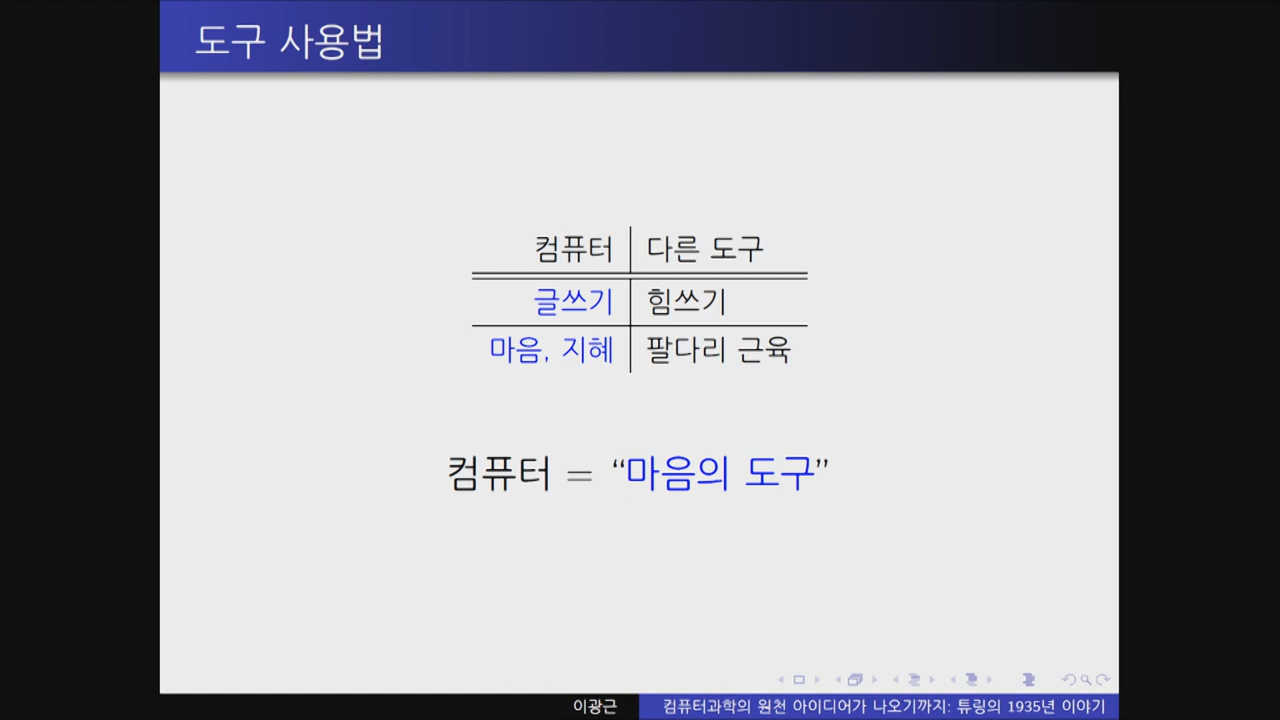 도구 사용법
컴퓨터 다른 도구
글쓰기 힘쓰기
마음, 지혜 팔다리 근육
컴퓨터 = “마음의 도구”
이광근 컴퓨터과학의 원천 아이디어가 나오기까지: 튜링의 1935년 이야기